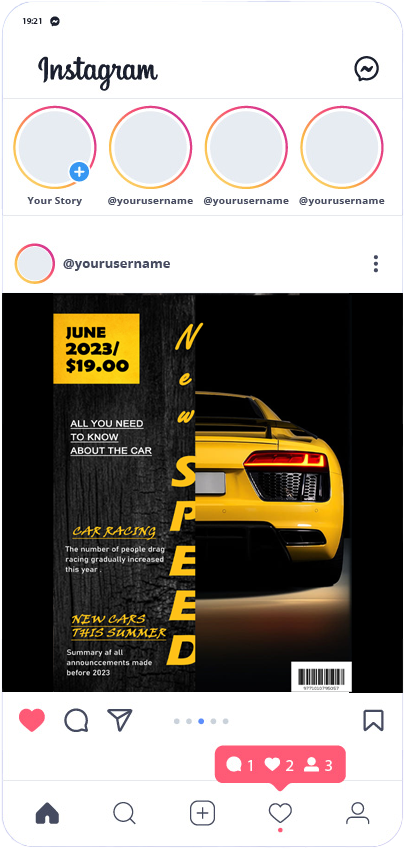 19:21
Instagram
Your Story
@yourusername
@yourusername
@yourusername
@yourusername
JUNE
2023/
$19.00
New SPEED
ALL YOU NEED
TO KNOW
ABOUT THE CAR
CAR RACING
The number of people drag
racing gradually increased
this year .
NEW CARS
THIS SUMMER
Summary af all
announccements made
before 2023
1 2 3